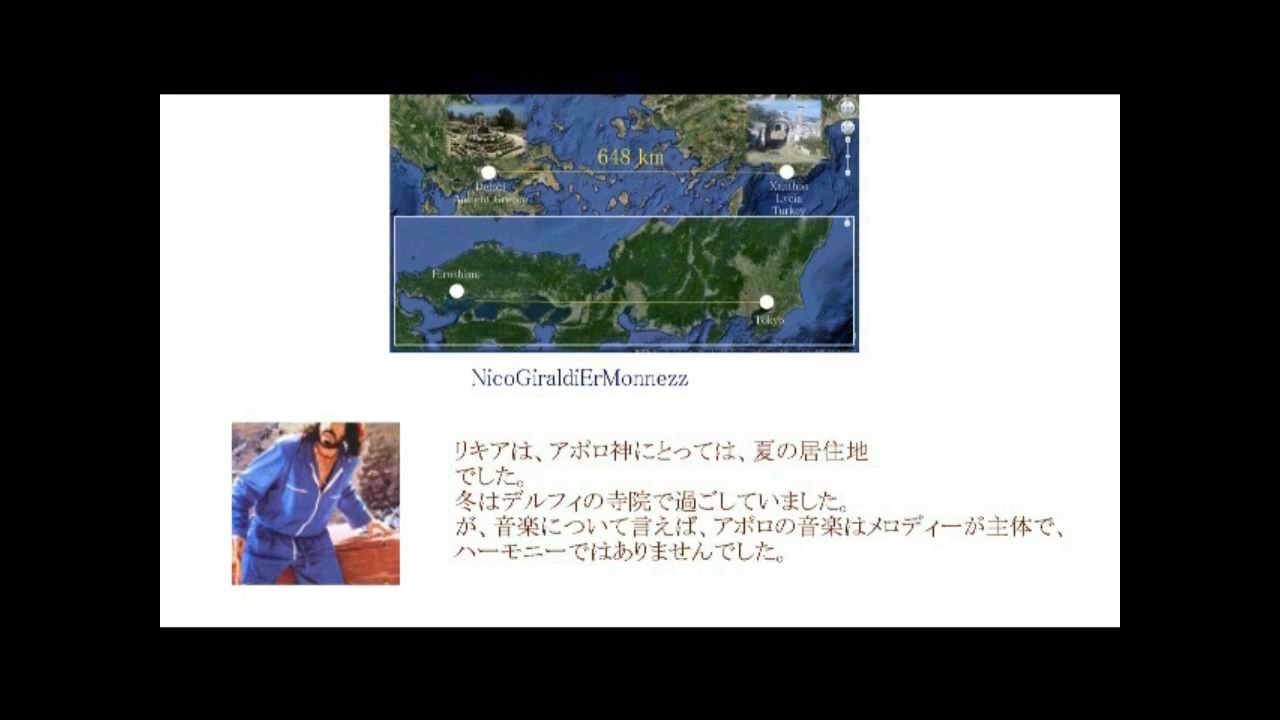 648 km
Delphi
Ancient Greece
Xanthos
Lycia
Turkey
Hiroshima
Tokyo
NicoGiraldiErMonnezz
リキアは、アポロ神にとっては、夏の居住地
でした。
冬はデルフィの寺院で過ごしていました。
が、音楽について言えば、アポロの音楽はメロディーが主体で、
ハーモニーではありませんでした。